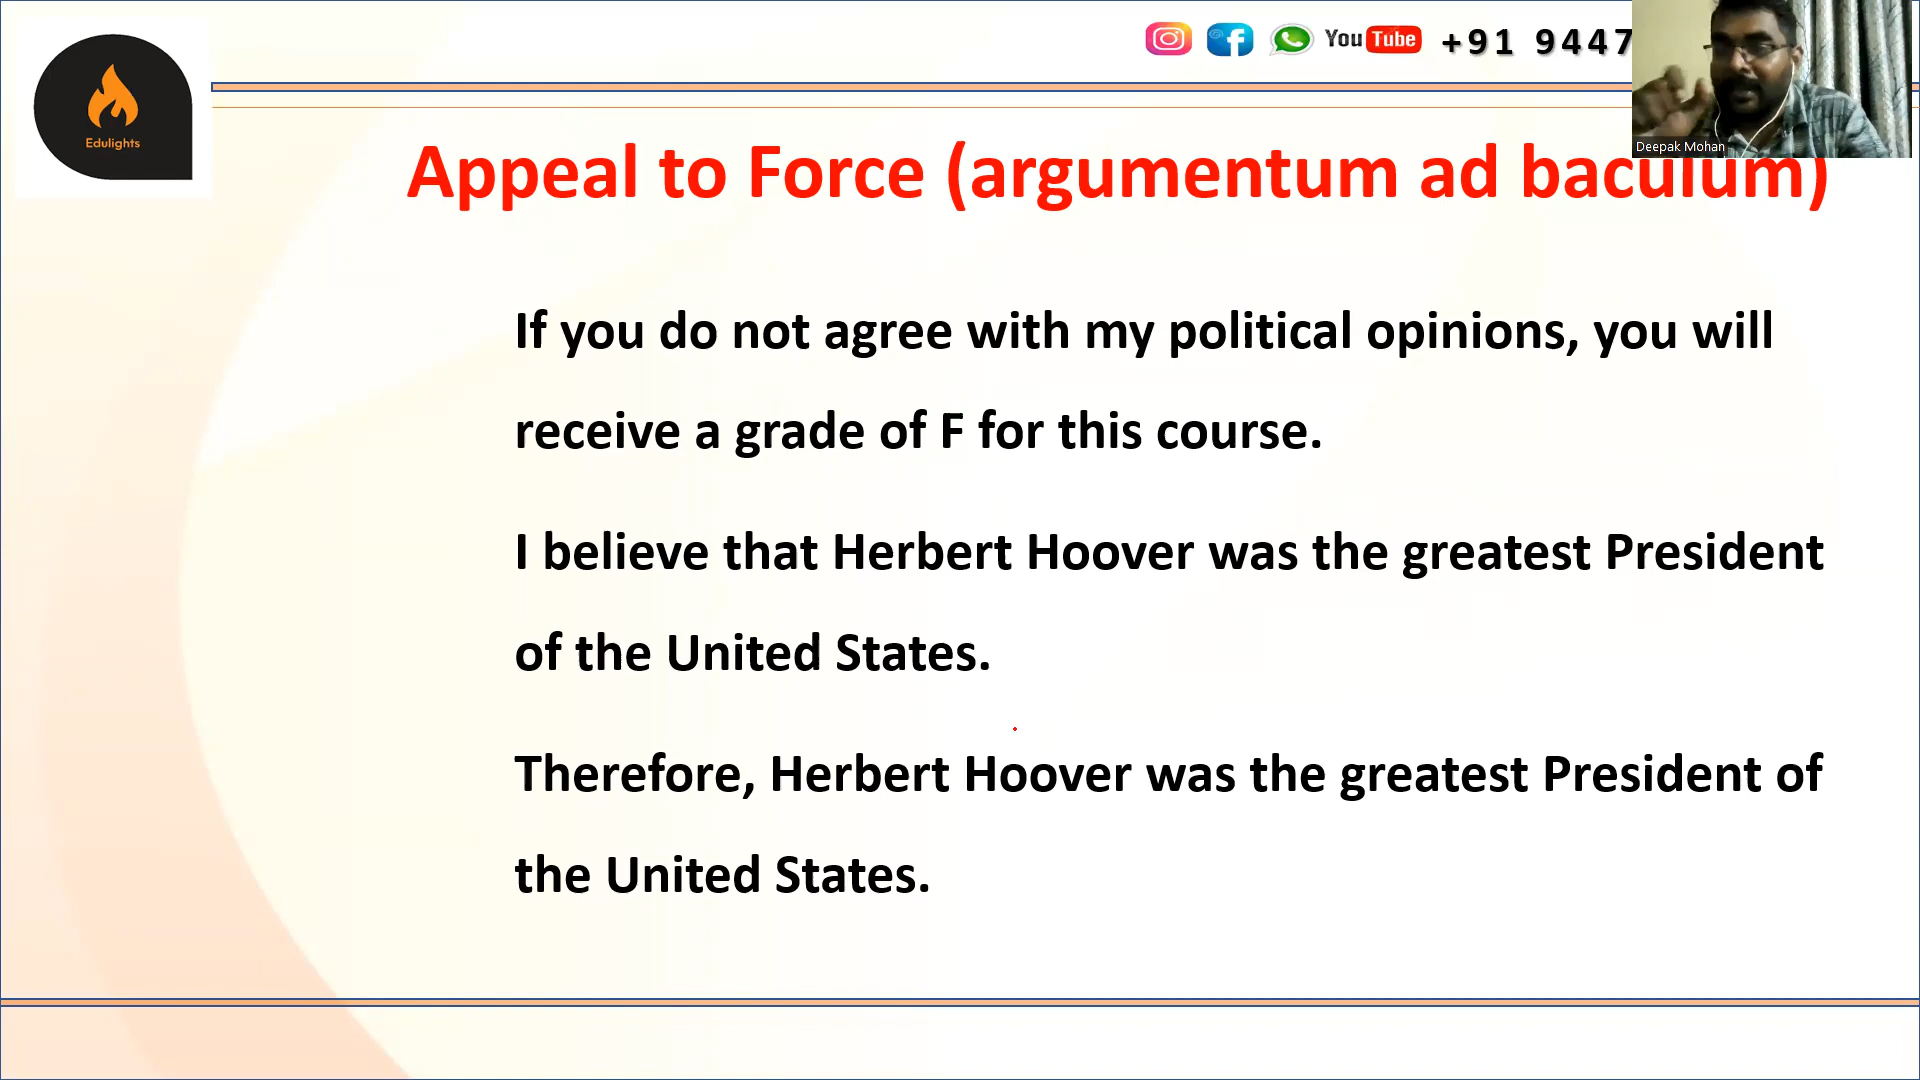 You Tube +91 9447
Edulights
Deepak Mohan
Appeal to Force (argumentum ad baculum)
If you do not agree with my political opinions, you will
receive a grade of F for this course.
I believe that Herbert Hoover was the greatest President
of the United States.
Therefore, Herbert Hoover was the greatest President of
the United States.